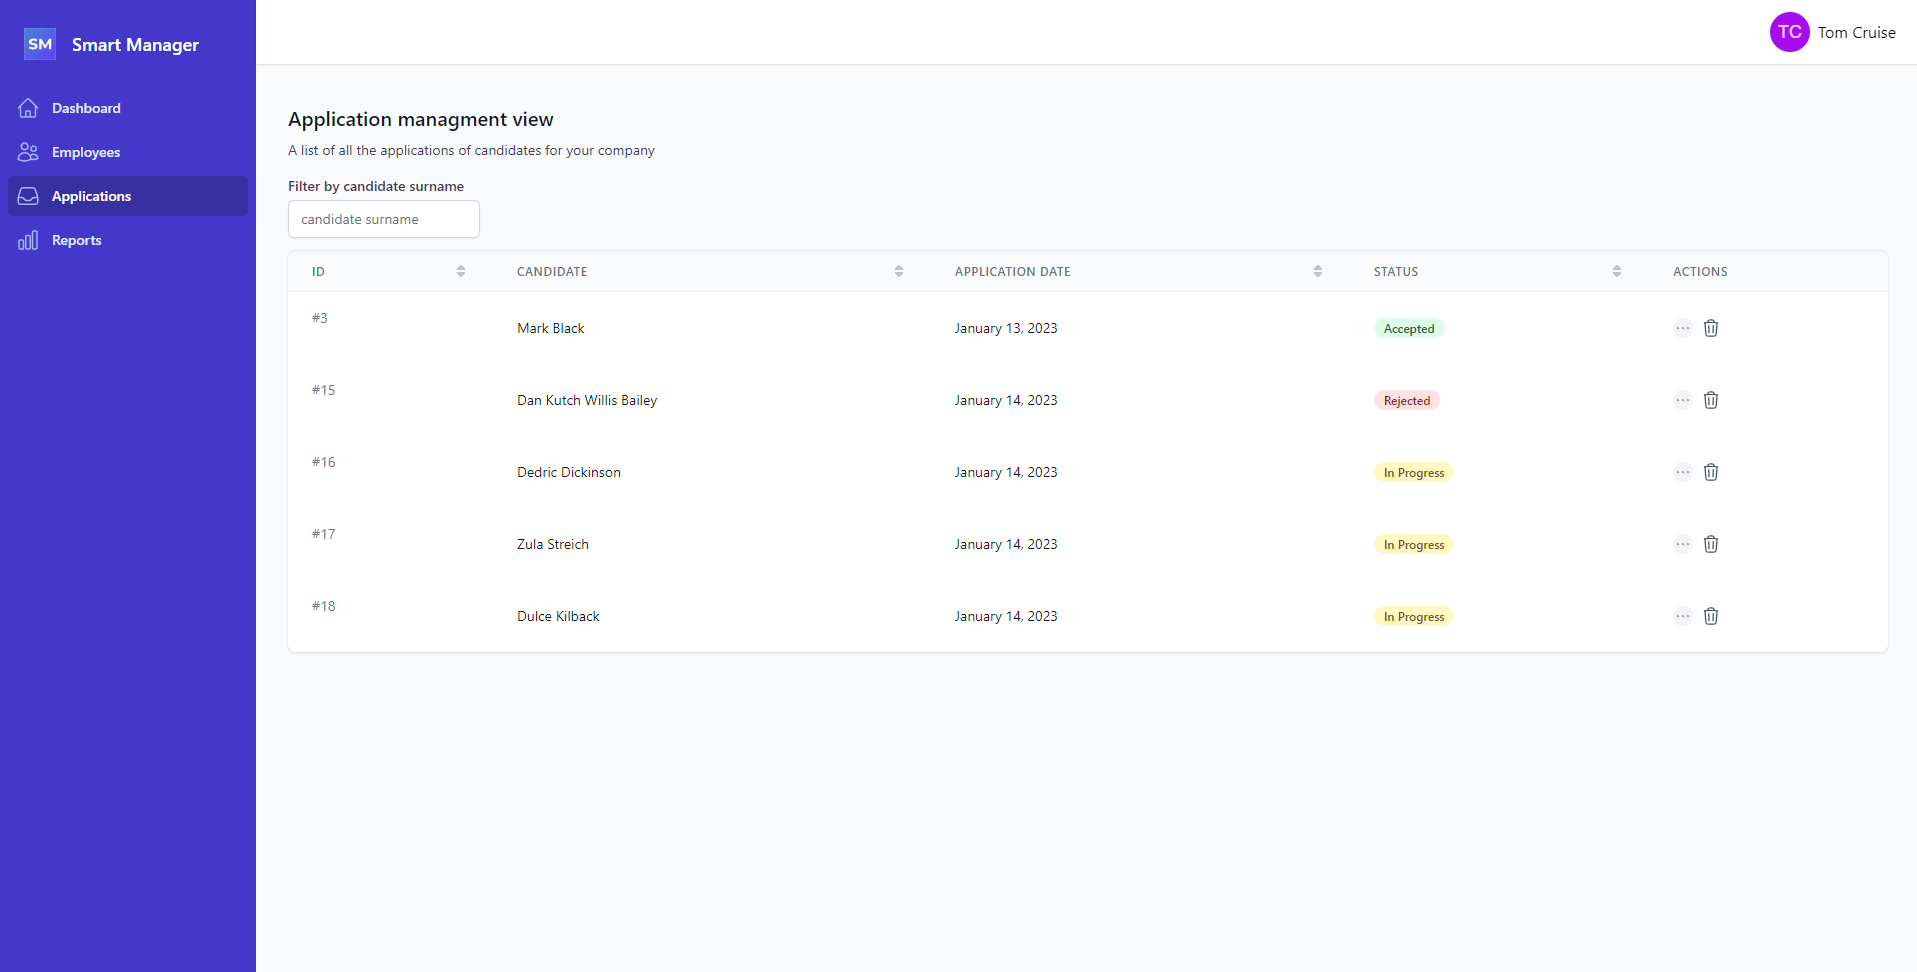 SM Smart Manager
TC Tom Cruise
Dashboard
Employees
Applications
Reports
Application managment view
A list of all the applications of candidates for your company
Filter by candidate surname
candidate surname
ID CANDIDATE APPLICATION DATE STATUS ACTIONS
#3 Mark Black January 13, 2023 Accepted
#15 Dan Kutch Willis Bailey January 14, 2023 Rejected
#16 Dedric Dickinson January 14, 2023 In Progress
#17 Zula Streich January 14, 2023 In Progress
#18 Dulce Kilback January 14, 2023 In Progress